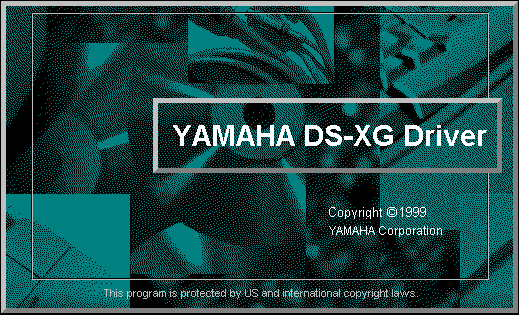 YAMAHA DS-XG Driver
Copyright ©1999
YAMAHA Corporation
This program is protected by US and international copyright laws.